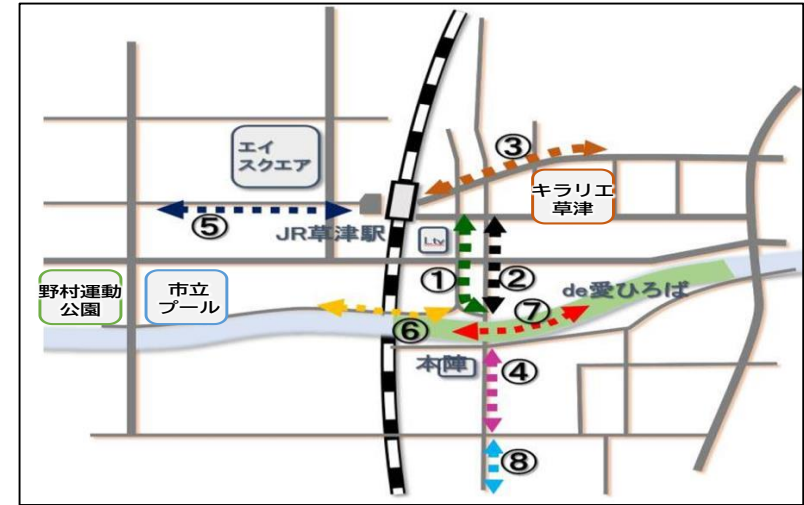 ③
エイ
スクエア
キラリエ
草津
⑤
JR草津駅
Lty
①
②
野村運動
公園
市立
プール
de愛ひろば
⑦
⑥
本陣
④
⑧